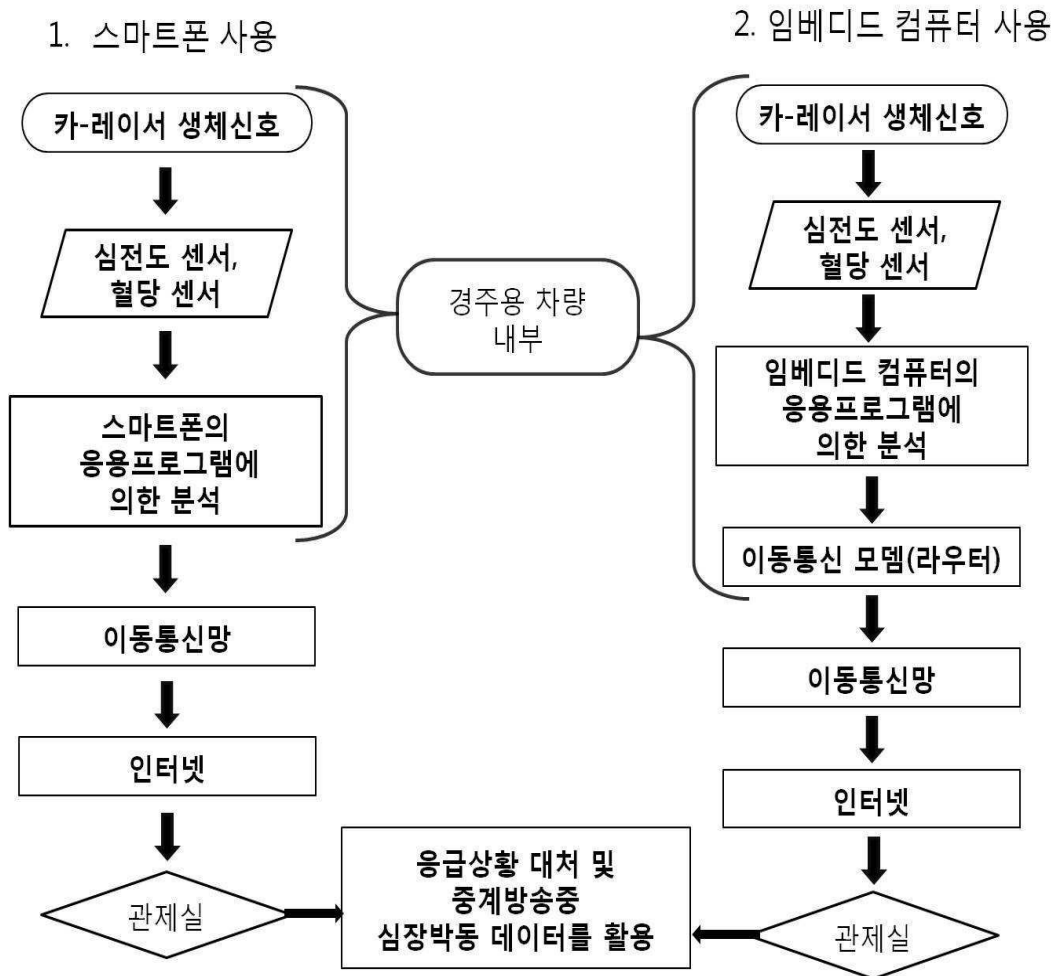 1. 스마트폰 사용
카-레이서 생체신호
심전도 센서,
혈당 센서
스마트폰의
응용프로그램에
의한 분석
이동통신망
인터넷
관제실
경주용 차량
내부
응급상황 대처 및
중계방송중
심장박동 데이터를 활용
2. 임베디드 컴퓨터 사용
카-레이서 생체신호
심전도 센서,
혈당 센서
임베디드 컴퓨터의
응용프로그램에
의한 분석
이동통신 모뎀(라우터)
이동통신망
인터넷
관제실